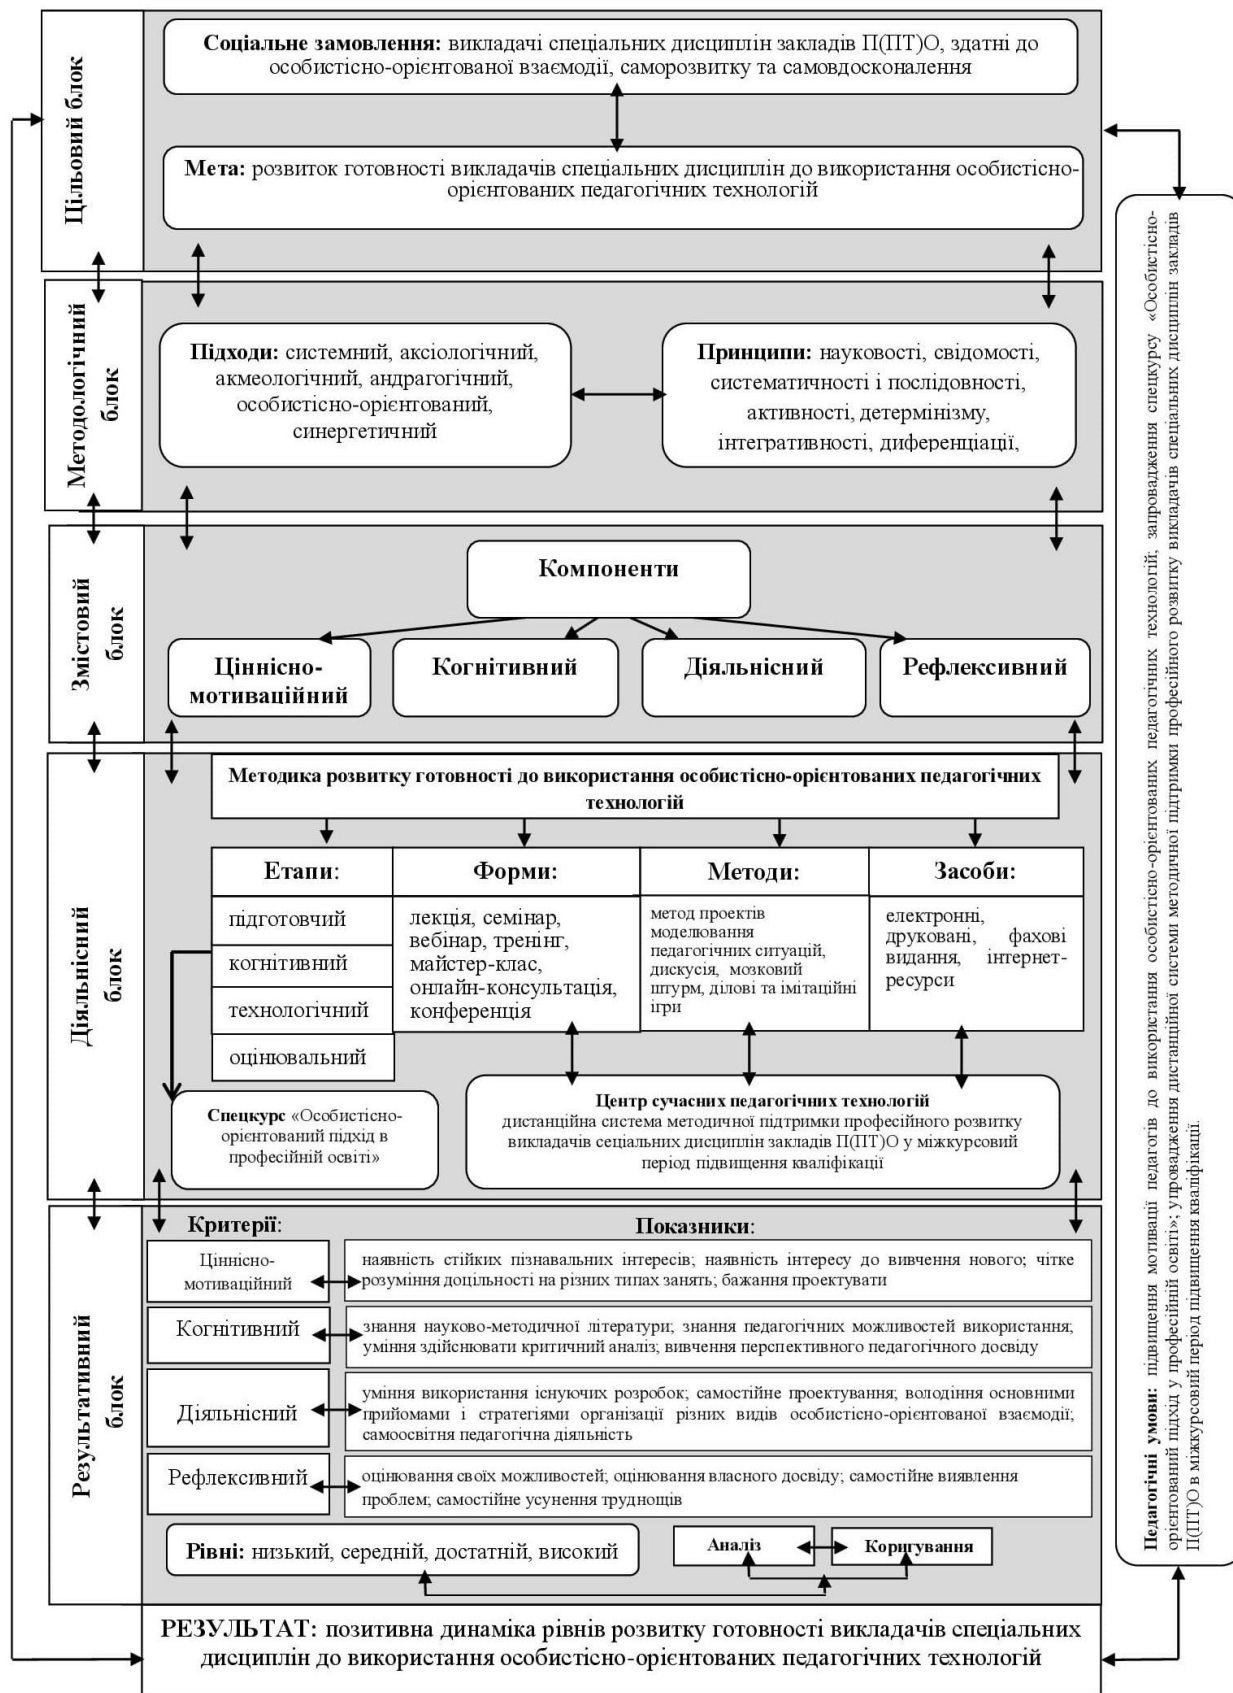 Цільовий блок
Соціальне замовлення: викладачі спеціальних дисциплін закладів П(ПТ)О, здатні до
особистісно-орієнтованої взаємодії, саморозвитку та самовдосконалення
Мета: розвиток готовності викладачів спеціальних дисциплін до використання особистісно-
орієнтованих педагогічних технологій
Методологічний
блок
Підходи: системний, аксіологічний,
акмеологічний, андрагогічний,
особистісно-орієнтований,
синергетичний
Принципи: науковості, свідомості,
систематичності і послідовності,
активності, детермінізму,
інтегративності, диференціації,
Змістовий
блок
Компоненти
Ціннісно-
мотиваційний
Когнітивний
Діяльнісний
Рефлексивний
Діяльнісний
блок
Методика розвитку готовності до використання особистісно-орієнтованих педагогічних
технологій
Етапи:
підготовчий
когнітивний
технологічний
оцінювальний
Форми:
лекція, семінар,
вебінар, тренінг,
майстер-клас,
онлайн-консультація,
конференція
Методи:
метод проектів
моделювання
педагогічних ситуацій,
дискусія, мозковий
штурм, ділові та імітаційні
ігри
Засоби:
електронні,
друковані, фахові
видання, інтернет-
ресурси
Спецкурс «Особистісно-
орієнтований підхід в
професійній освіті»
Центр сучасних педагогічних технологій
дистанційна система методичної підтримки професійного розвитку
викладачів сеціальних дисциплін закладів П(ПТ)О у міжкурсовий
період підвищення кваліфікації
Результативний
блок
Критерії:
Показники:
Ціннісно-
мотиваційний
наявність стійких пізнавальних інтересів; наявність інтересу до вивчення нового; чітке
розуміння доцільності на різних типах занять; бажання проектувати
Когнітивний
знання науково-методичної літератури; знання педагогічних можливостей використання;
уміння здійснювати критичний аналіз; вивчення перспективного педагогічного досвіду
Діяльнісний
уміння використання існуючих розробок; самостійне проектування; володіння основними
прийомами і стратегіями організації різних видів особистісно-орієнтованої взаємодії;
самоосвітня педагогічна діяльність
Рефлексивний
оцінювання своїх можливостей; оцінювання власного досвіду; самостійне виявлення
проблем; самостійне усунення труднощів
Рівні: низький, середній, достатній, високий
Аналіз
Коригування
РЕЗУЛЬТАТ: позитивна динаміка рівнів розвитку готовності викладачів спеціальних
дисциплін до використання особистісно-орієнтованих педагогічних технологій
Педагогічні умови: підвищення мотивації педагогів до використання особистісно-орієнтованих педагогічних технологій; запровадження спецкурсу «Особистісно-
орієнтований підхід у професійній освіті»; упровадження дистанційної системи методичної підтримки професійного розвитку викладачів спеціальних дисциплін закладів
П(ПТ)О в міжкурсовий період підвищення кваліфікації.